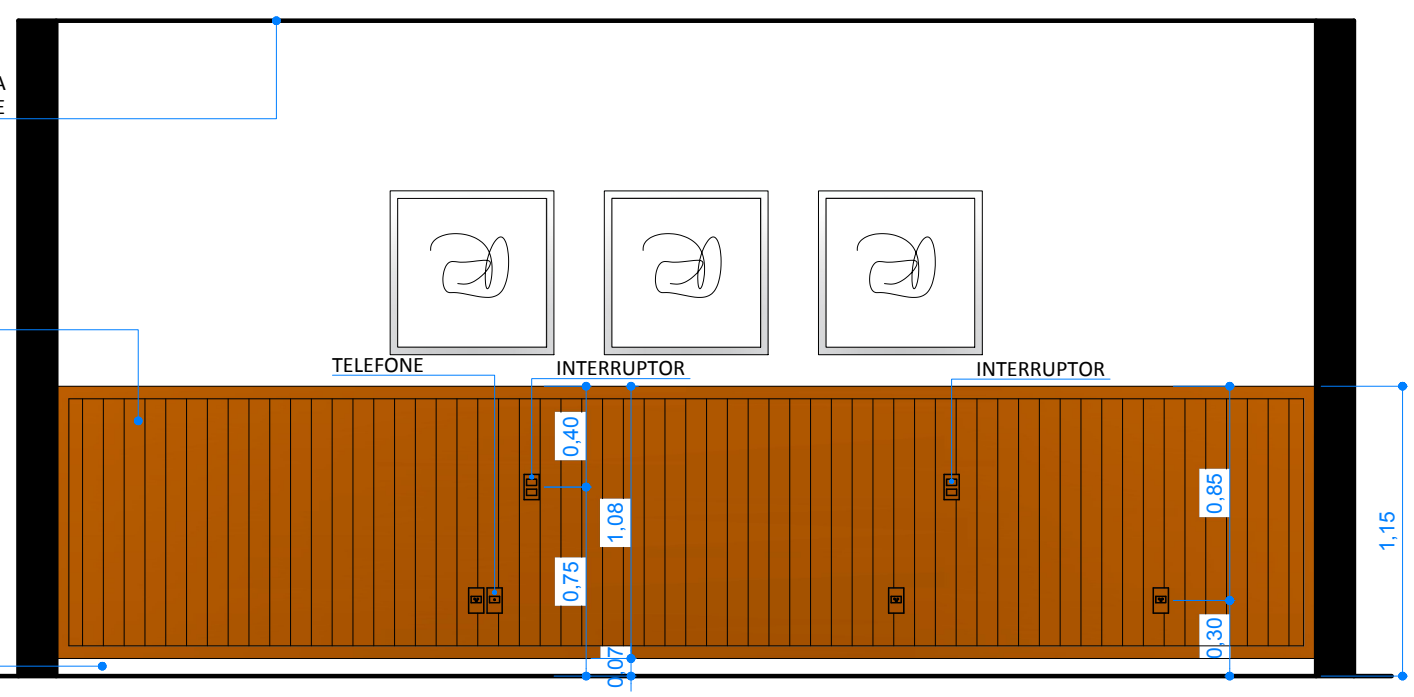 A
E
TELEFONE
INTERRUPTOR
INTERRUPTOR
0,40
0,85
1,08
1,15
0,75
0,30
0,07